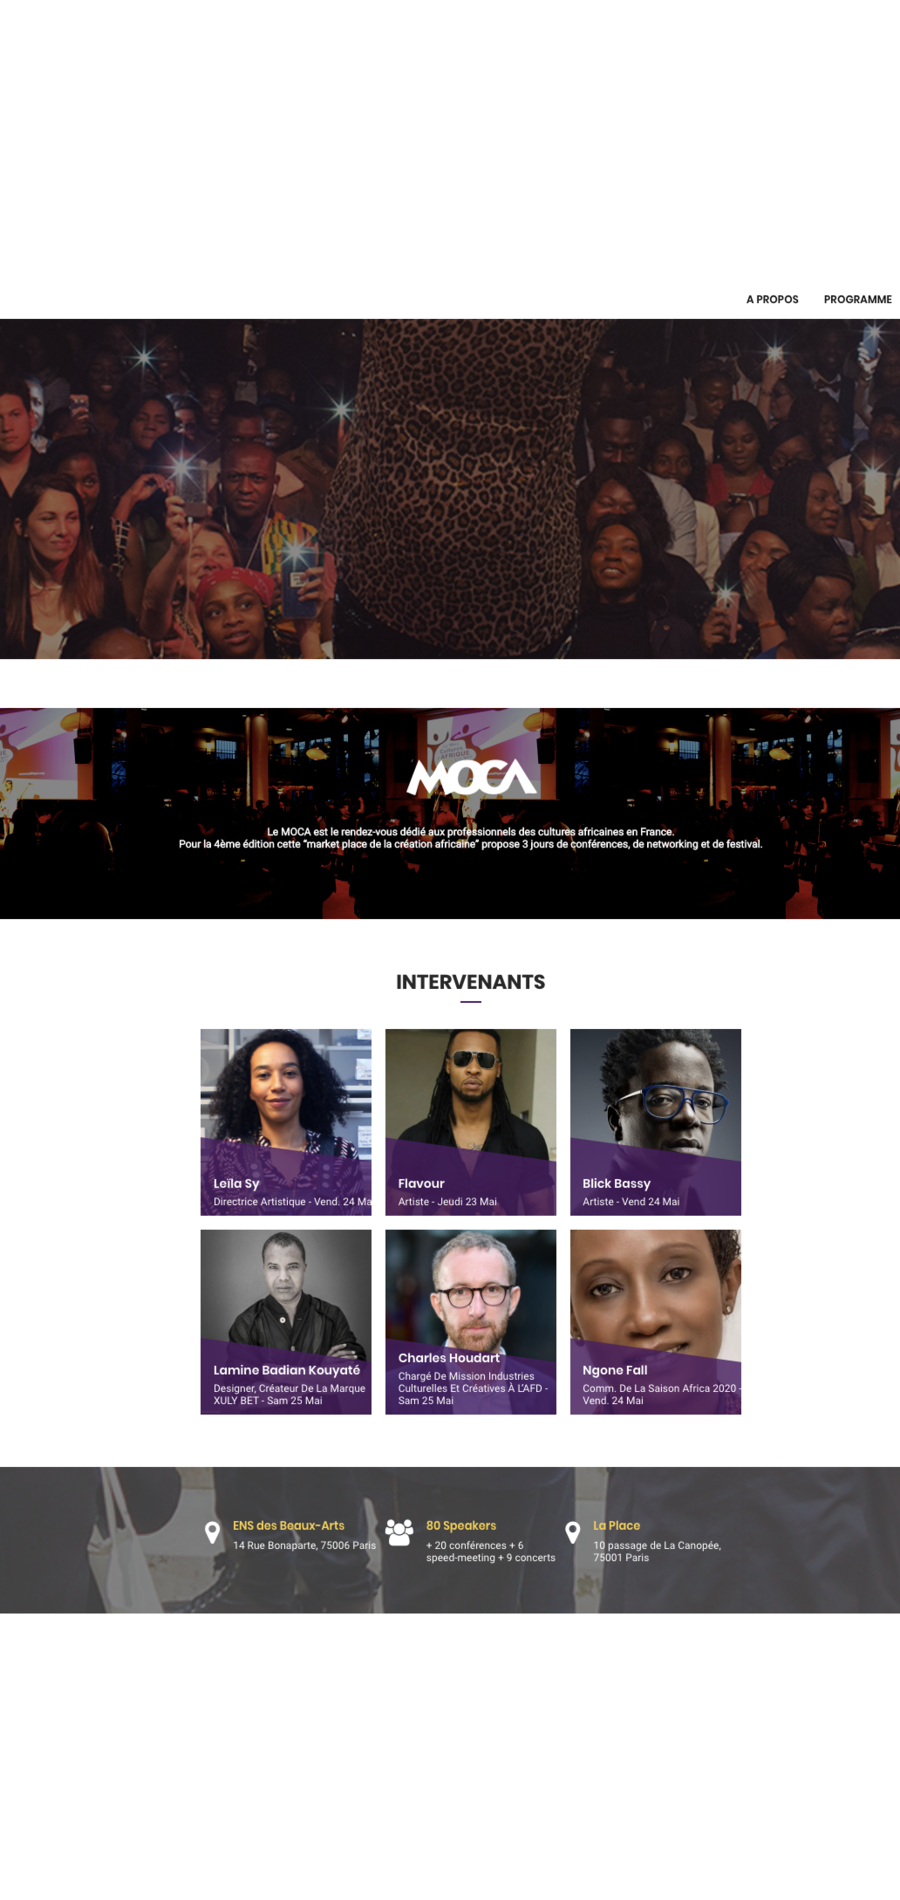 A PROPOS PROGRAMME
MOCA
Le MOCA est le rendez-vous dédié aux professionnels des cultures africaines en France.
Pour la 4ème édition cette "market place de la création africaine" propose 3 jours de conférences, de networking et de festival.
INTERVENANTS
Leïla Sy
Directrice Artistique - Vend. 24 Ma
Flavour
Artiste - Jeudi 23 Mai
Blick Bassy
Artiste - Vend 24 Mai
Lamine Badian Kouyaté
Designer, Créateur De La Marque
XULY BET - Sam 25 Mai
Charles Houdart
Chargé De Mission Industries
Culturelles Et Créatives À L'AFD -
Sam 25 Mai
Ngone Fall
Comm. De La Saison Africa 2020 -
Vend. 24 Mai
ENS des Beaux-Arts
14 Rue Bonaparte, 75006 Paris
80 Speakers
+ 20 conférences + 6
speed-meeting + 9 concerts
La Place
10 passage de La Canopée,
75001 Paris